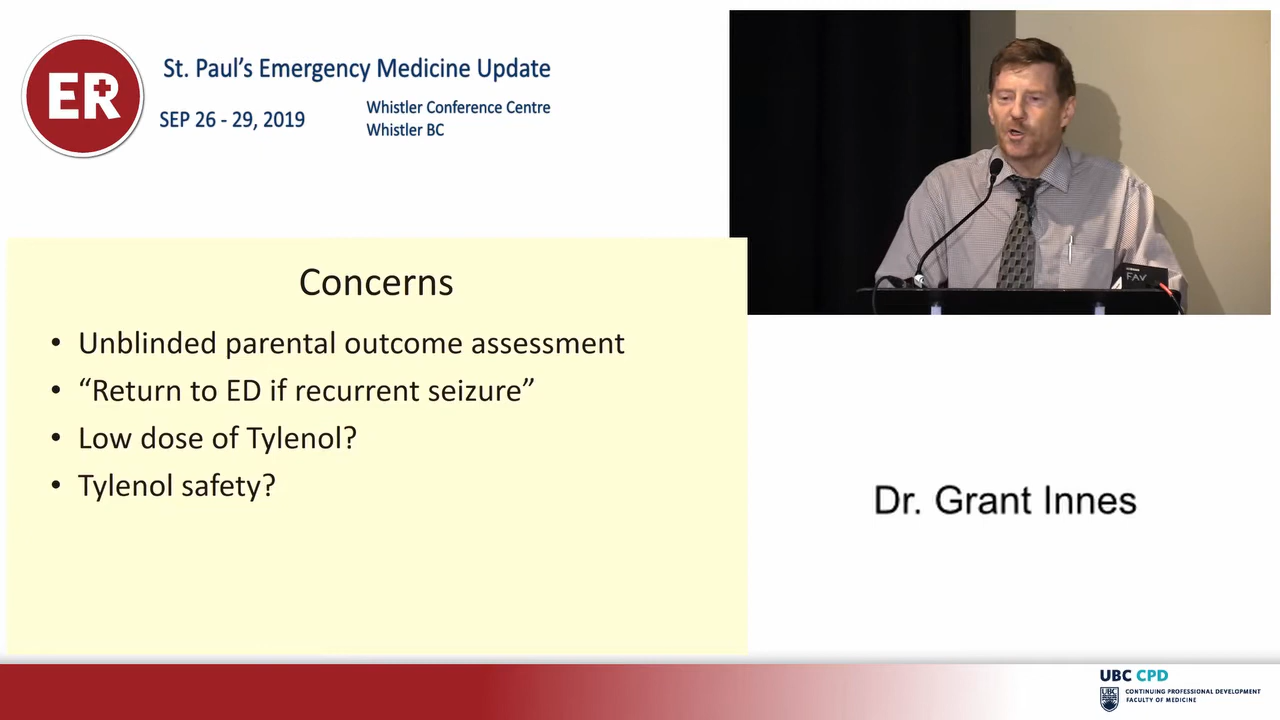 ER
St. Paul's Emergency Medicine Update
SEP 26 - 29, 2019
Whistler Conference Centre
Whistler BC
FAV
Concerns
• Unblinded parental outcome assessment
• “Return to ED if recurrent seizure”
• Low dose of Tylenol?
• Tylenol safety?
Dr. Grant Innes
UBC CPD
UBC
CONTINUING PROFESSIONAL DEVELOPMENT
FACULTY OF MEDICINE